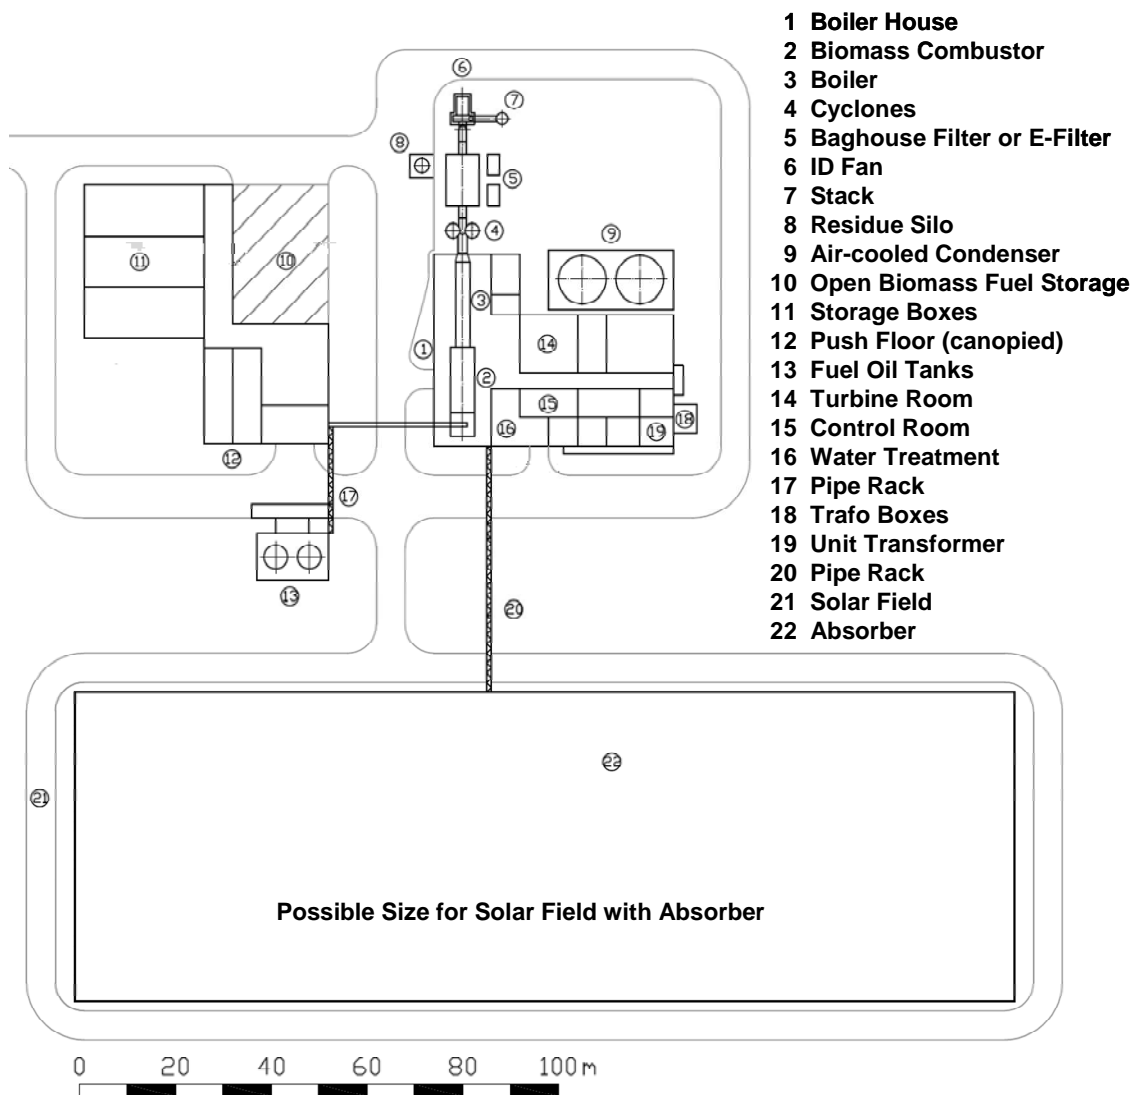 1 Boiler House
2 Biomass Combustor
3 Boiler
4 Cyclones
5 Baghouse Filter or E-Filter
6 ID Fan
7 Stack
8 Residue Silo
9 Air-cooled Condenser
10 Open Biomass Fuel Storage
11 Storage Boxes
12 Push Floor (canopied)
13 Fuel Oil Tanks
14 Turbine Room
15 Control Room
16 Water Treatment
17 Pipe Rack
18 Trafo Boxes
19 Unit Transformer
20 Pipe Rack
21 Solar Field
22 Absorber
6
7
8
5
4
9
11
10
3
14
1
2
15
18
16
19
12
17
13
20
22
21
Possible Size for Solar Field with Absorber
0 20 40 60 80 100 m